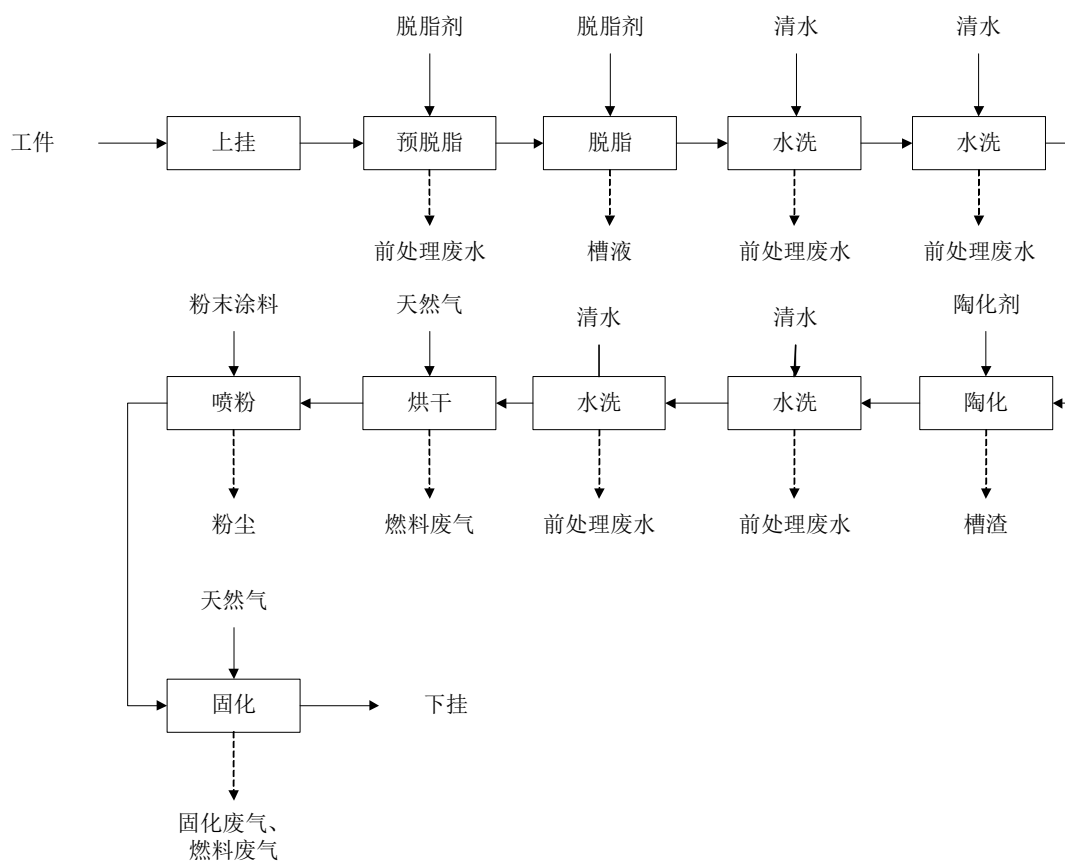 脱脂剂
脱脂剂
清水
清水
工件
上挂
预脱脂
脱脂
水洗
水洗
前处理废水
槽液
前处理废水
前处理废水
粉末涂料
天然气
清水
清水
陶化剂
喷粉
烘干
水洗
水洗
陶化
粉尘
燃料废气
前处理废水
前处理废水
槽渣
天然气
固化
下挂
固化废气、
燃料废气